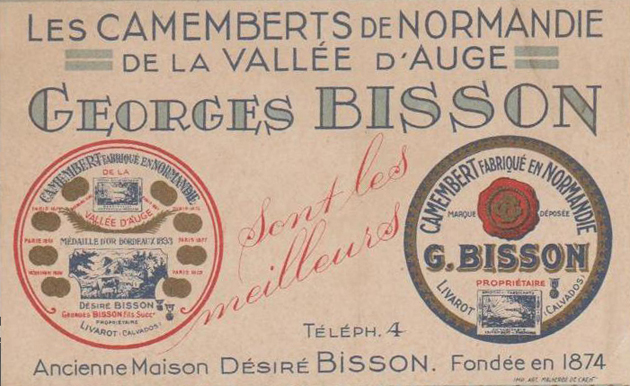 LES CAMEMBERTS DE NORMANDIE
DE LA VALLÉE D'AUGE
GEORGES BISSON
sont les
meilleurs
CAMEMBERT FABRIQUÉ EN NORMANDIE
DE LA
VALLÉE D'AUGE
MÉDAILLE D'OR BORDEAUX 1893
DÉSIRÉ BISSON
GEORGES BISSON FILS SUCCR
PROPRIÉTAIRE
LIVAROT (CALVADOS)
CAMEMBERT FABRIQUÉ EN NORMANDIE
MARQUE DÉPOSÉE
G. BISSON
PROPRIÉTAIRE
LIVAROT (CALVADOS)
TÉLÉPH. 4
Ancienne Maison DÉSIRÉ BISSON. Fondée en 1874